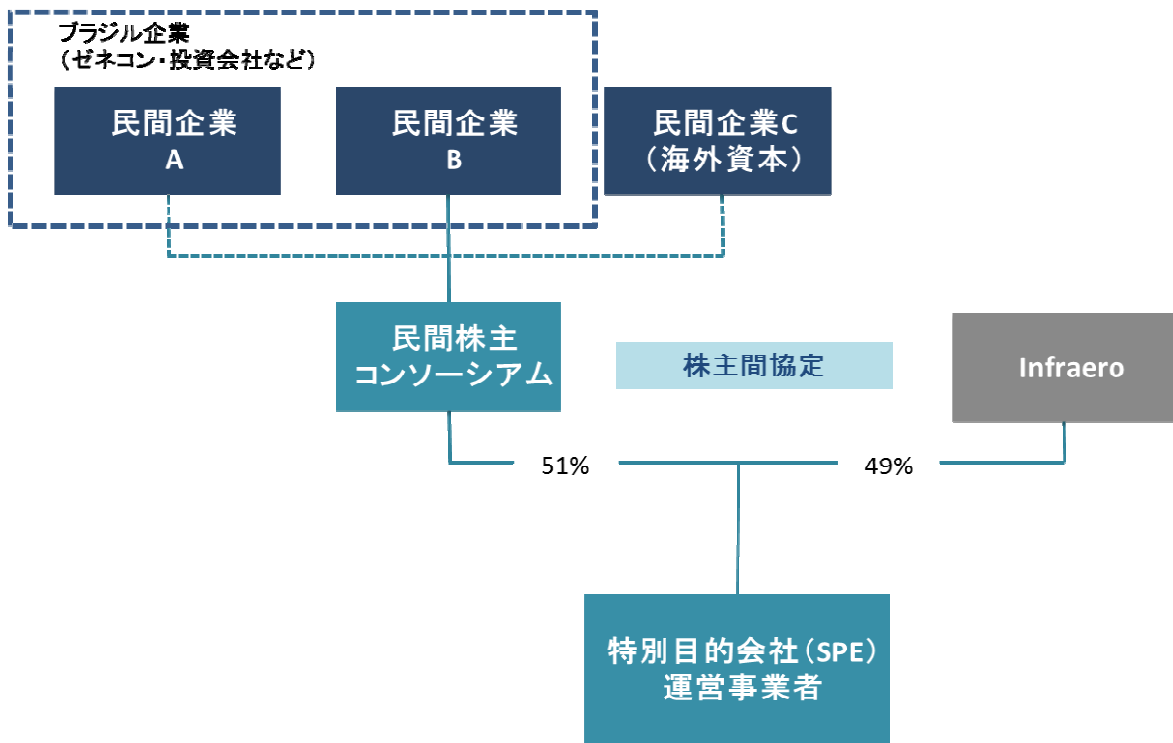 ブラジル企業
（ゼネコン・投資会社など）
民間企業
A
民間企業
B
民間企業C
（海外資本）
民間株主
コンソーシアム
株主間協定
Infraero
51%
49%
特別目的会社(SPE)
運営事業者